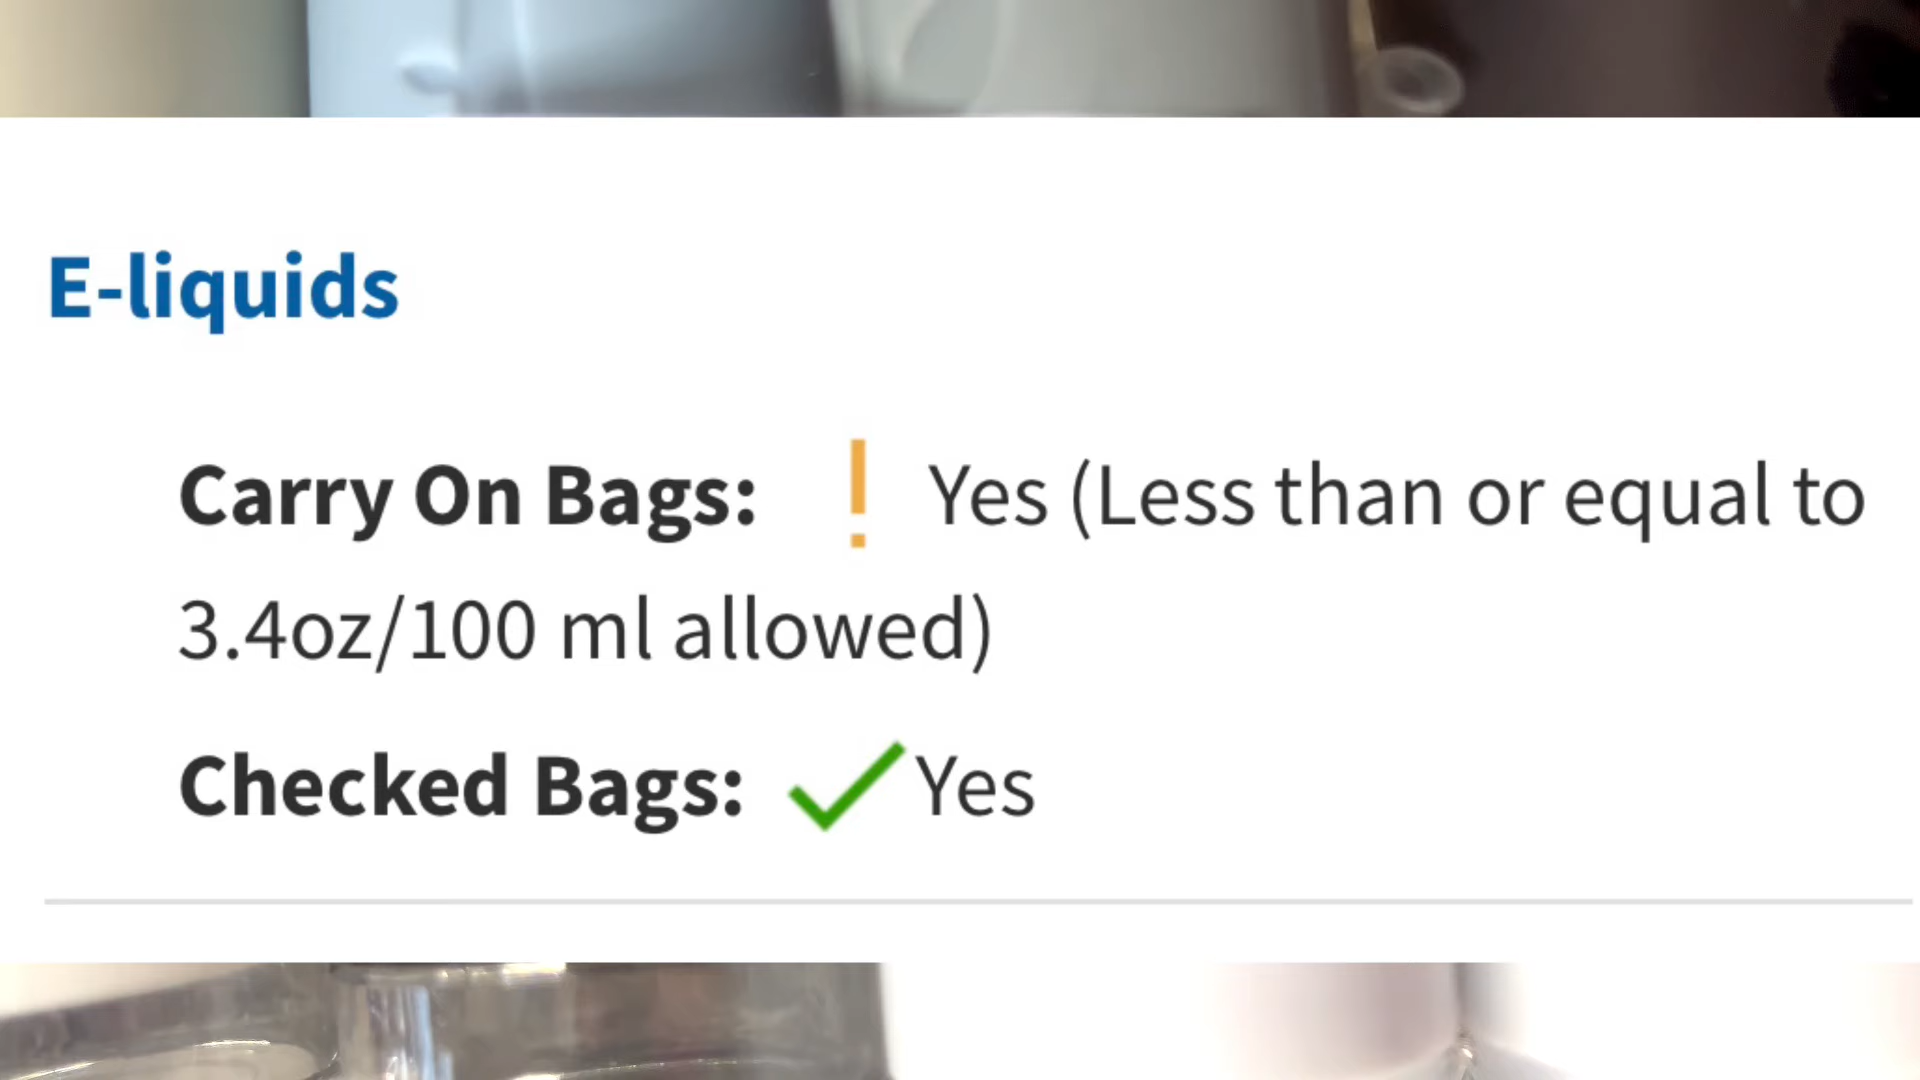 E-liquids
Carry On Bags: ! Yes (Less than or equal to
3.4oz/100 ml allowed)
Checked Bags: ✓ Yes